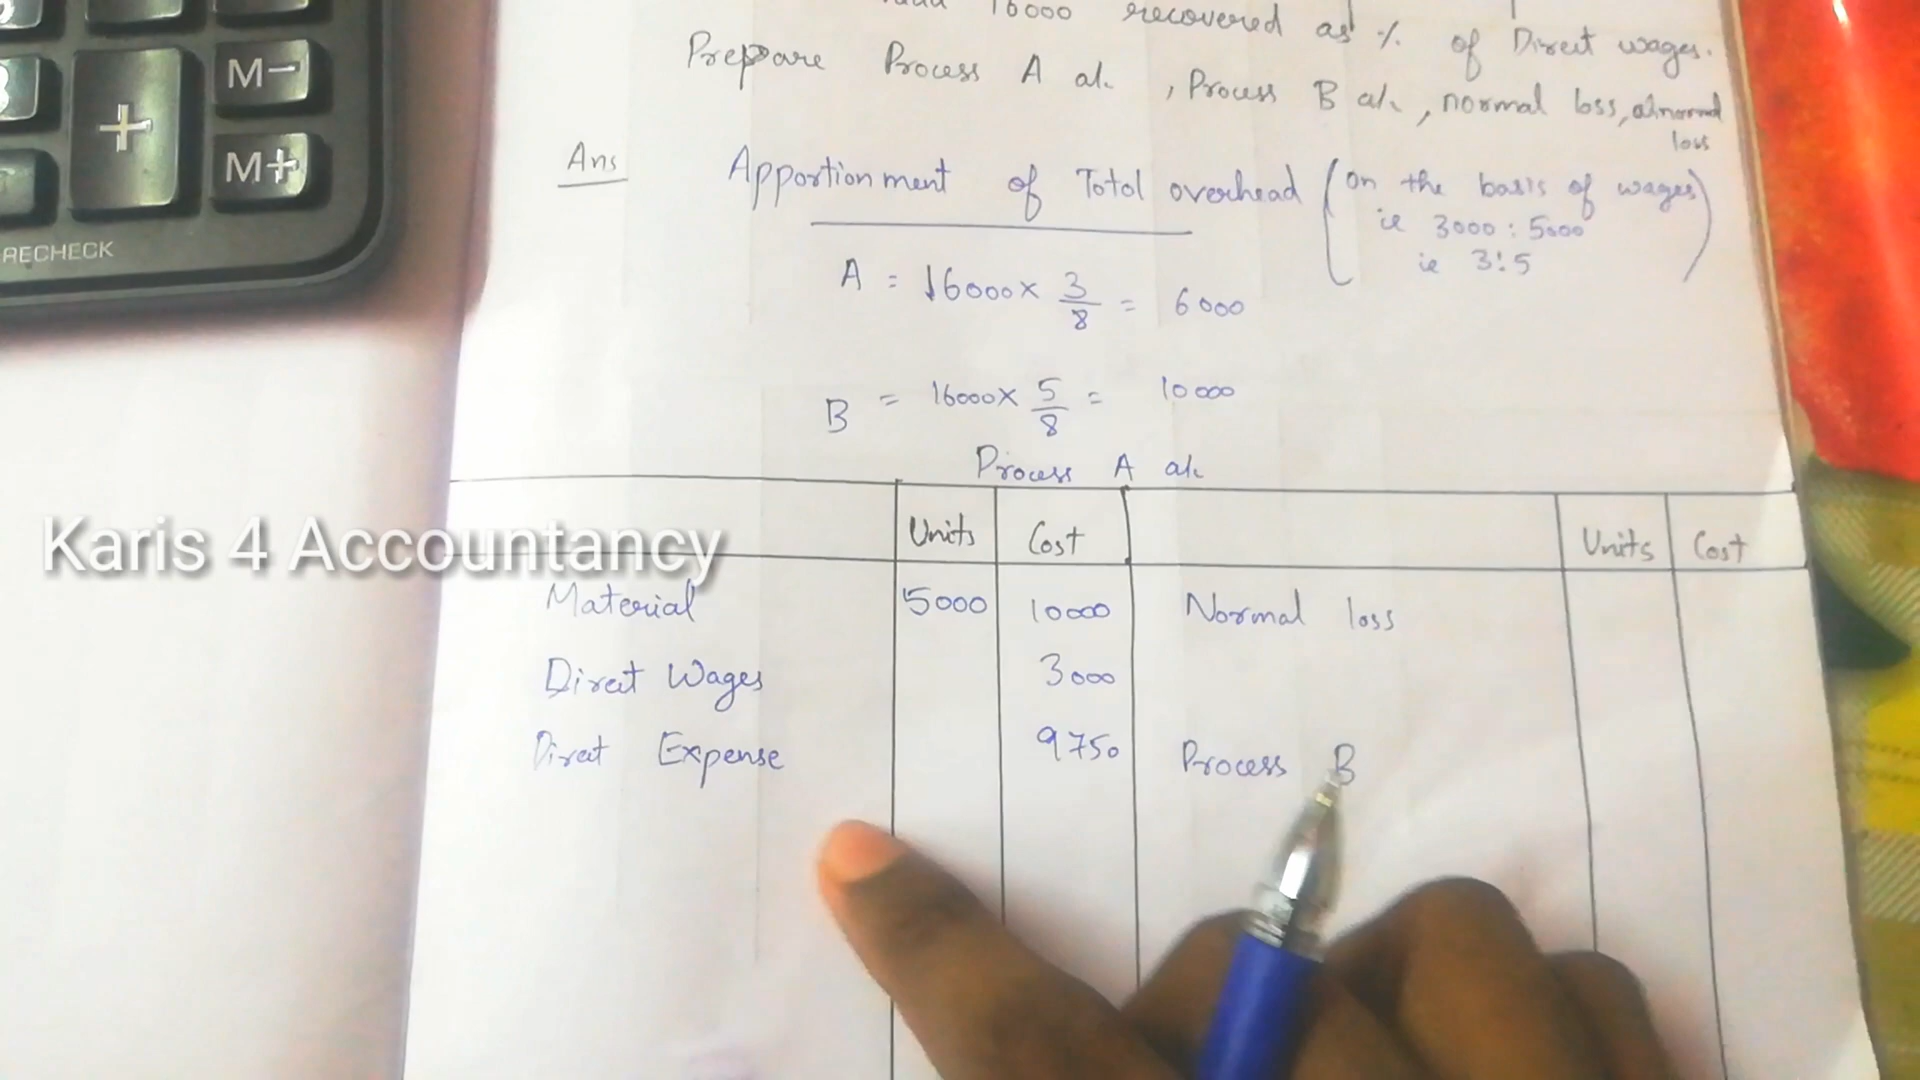 16000 recovered as % of Direct wages.
Prepare Process A a/c, Process B a/c, normal loss, abnormal
loss
Ans
Apportionment of Total overhead (on the basis of wages)
ie 3000 : 5000
ie 3:5
A = 16000 x 3/8 = 6000
B = 16000 x 5/8 = 10000
Process A a/c
Units Cost Units Cost
Material 5000 10000 Normal loss
Direct Wages 3000
Direct Expense 9750 Process B
Karis 4 Accountancy
+
M-
M+
RECHECK